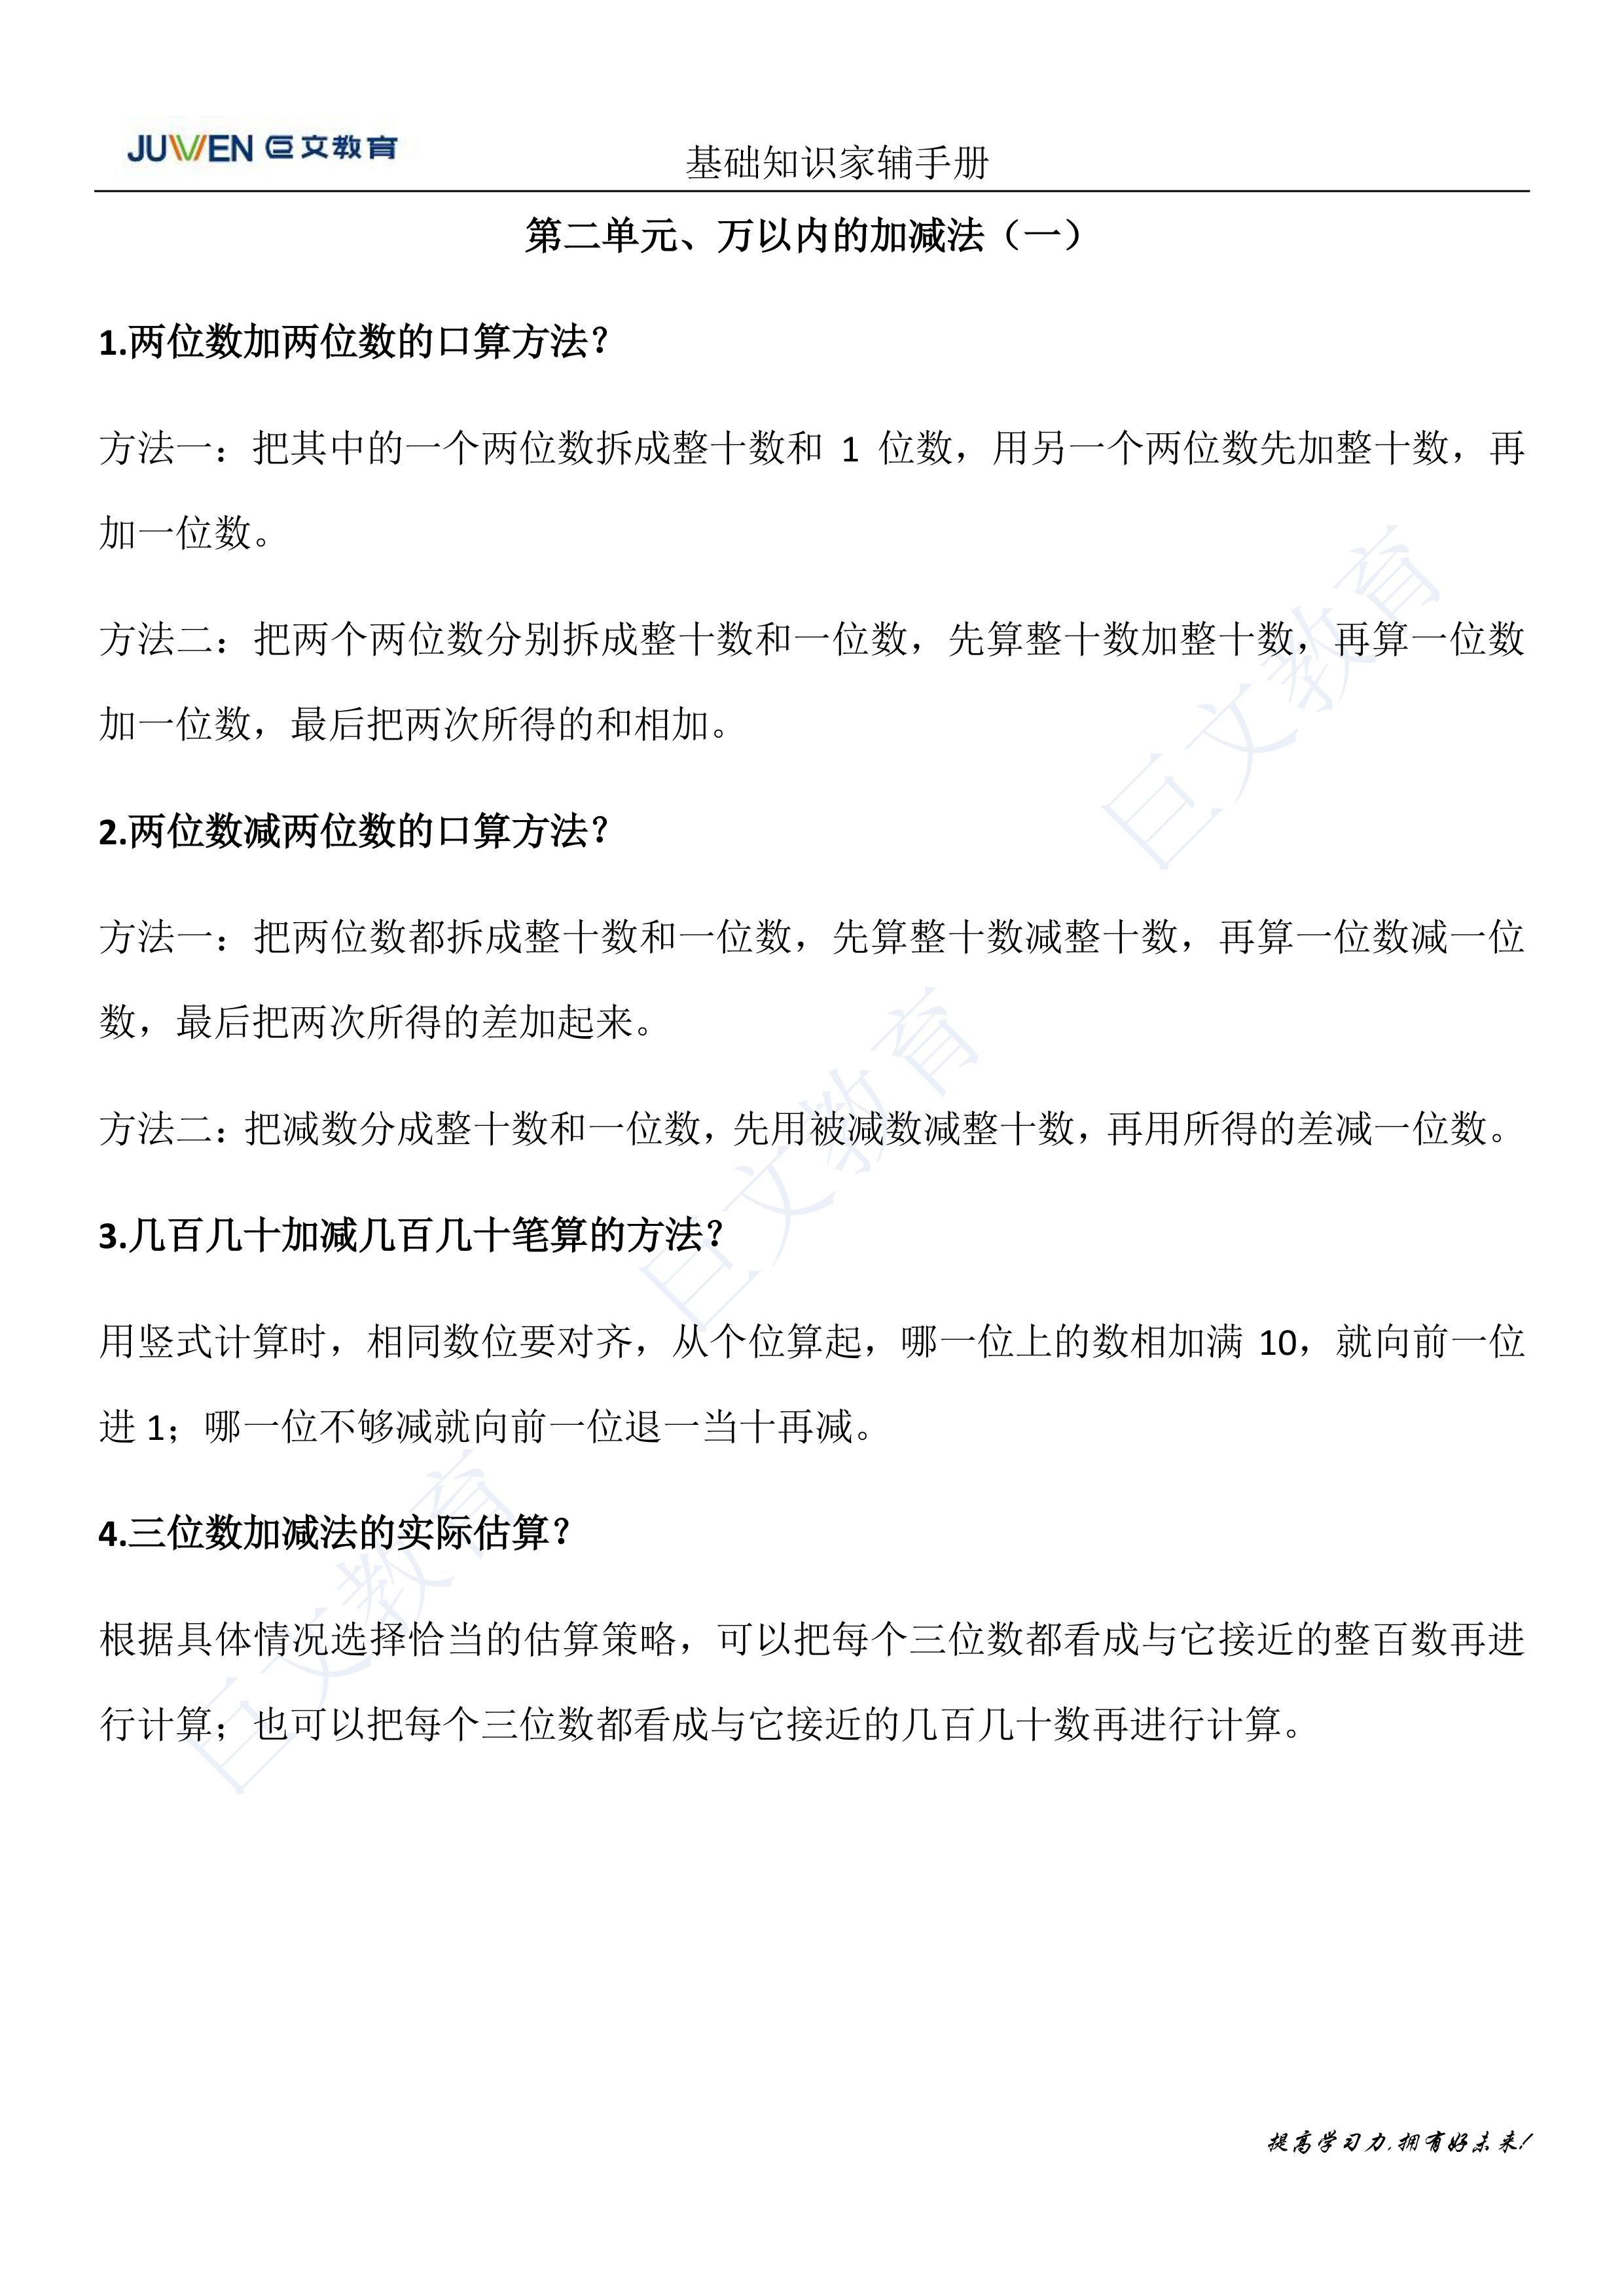 JUWEN 巨文教育
基础知识家辅手册
第二单元、万以内的加减法（一）
1.两位数加两位数的口算方法？
方法一：把其中的一个两位数拆成整十数和 1 位数，用另一个两位数先加整十数，再
加一位数。
方法二：把两个两位数分别拆成整十数和一位数，先算整十数加整十数，再算一位数
加一位数，最后把两次所得的和相加。
2.两位数减两位数的口算方法？
方法一：把两位数都拆成整十数和一位数，先算整十数减整十数，再算一位数减一位
数，最后把两次所得的差加起来。
方法二：把减数分成整十数和一位数，先用被减数减整十数，再用所得的差减一位数。
3.几百几十加减几百几十笔算的方法？
用竖式计算时，相同数位要对齐，从个位算起，哪一位上的数相加满 10，就向前一位
进 1；哪一位不够减就向前一位退一当十再减。
4.三位数加减法的实际估算？
根据具体情况选择恰当的估算策略，可以把每个三位数都看成与它接近的整百数再进
行计算；也可以把每个三位数都看成与它接近的几百几十数再进行计算。
巨文教育
巨文教育
巨文教育
提高学习力,拥有好未来!